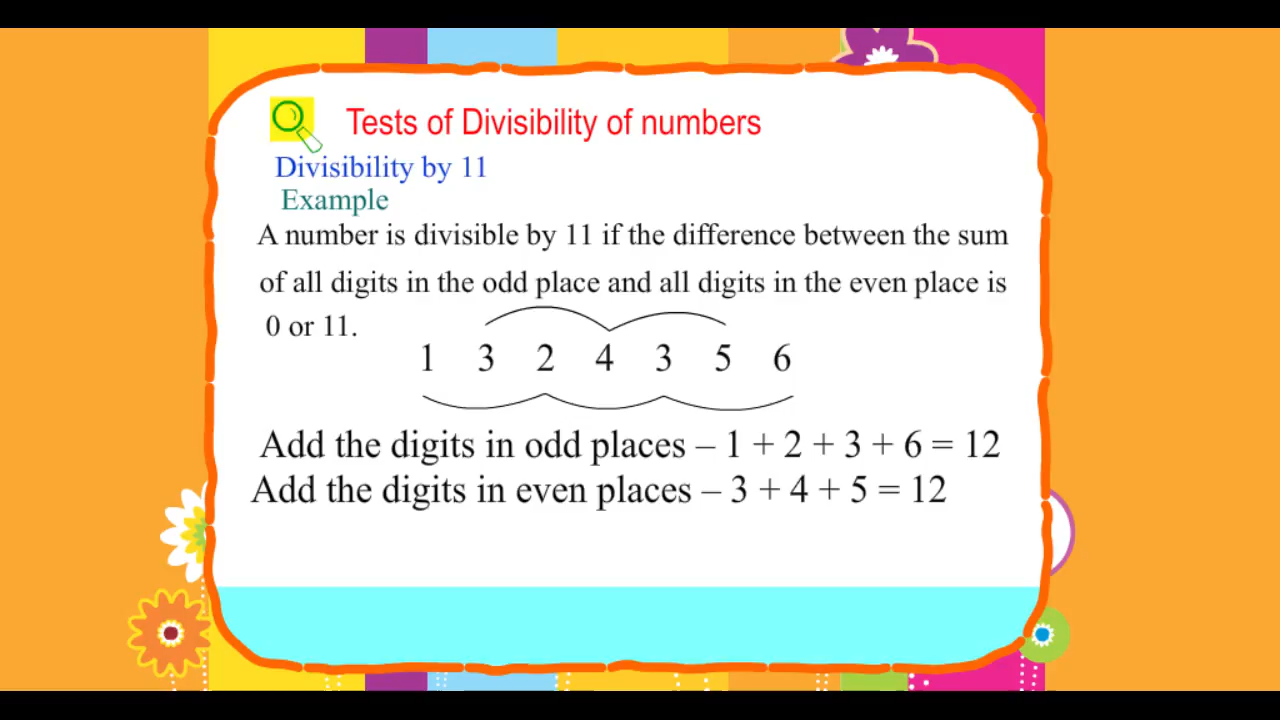 Tests of Divisibility of numbers
Divisibility by 11
Example
A number is divisible by 11 if the difference between the sum
of all digits in the odd place and all digits in the even place is
0 or 11.
1 3 2 4 3 5 6
Add the digits in odd places – 1 + 2 + 3 + 6 = 12
Add the digits in even places – 3 + 4 + 5 = 12